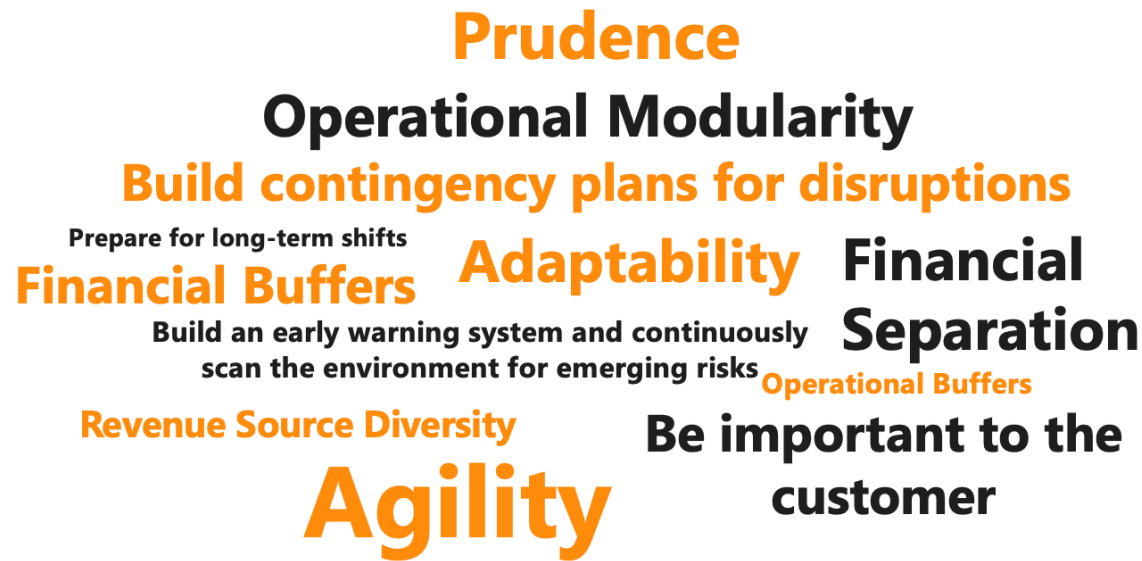 Prudence
Operational Modularity
Build contingency plans for disruptions
Prepare for long-term shifts
Financial Buffers
Adaptability
Financial
Separation
Build an early warning system and continuously
scan the environment for emerging risks
Operational Buffers
Revenue Source Diversity
Be important to the
customer
Agility